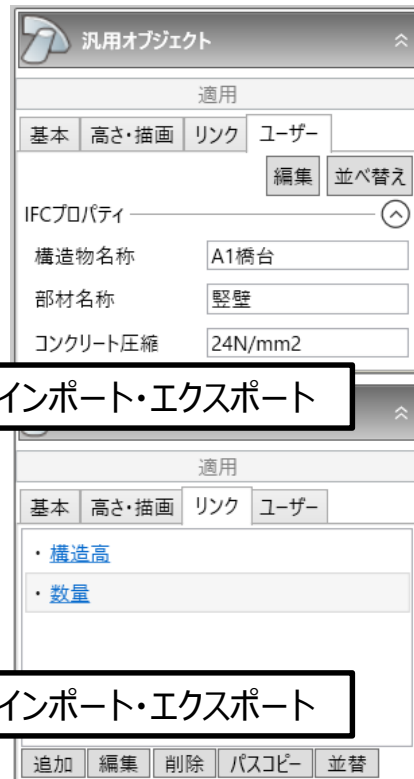 汎用オブジェクト
適用
基本 高さ・描画 リンク ユーザー
編集 並べ替え
IFCプロパティ
構造物名称 A1橋台
部材名称 竪壁
コンクリート圧縮 24N/mm2
インポート・エクスポート
適用
基本 高さ・描画 リンク ユーザー
・構造高
・数量
インポート・エクスポート
追加 編集 削除 パスコピー 並替